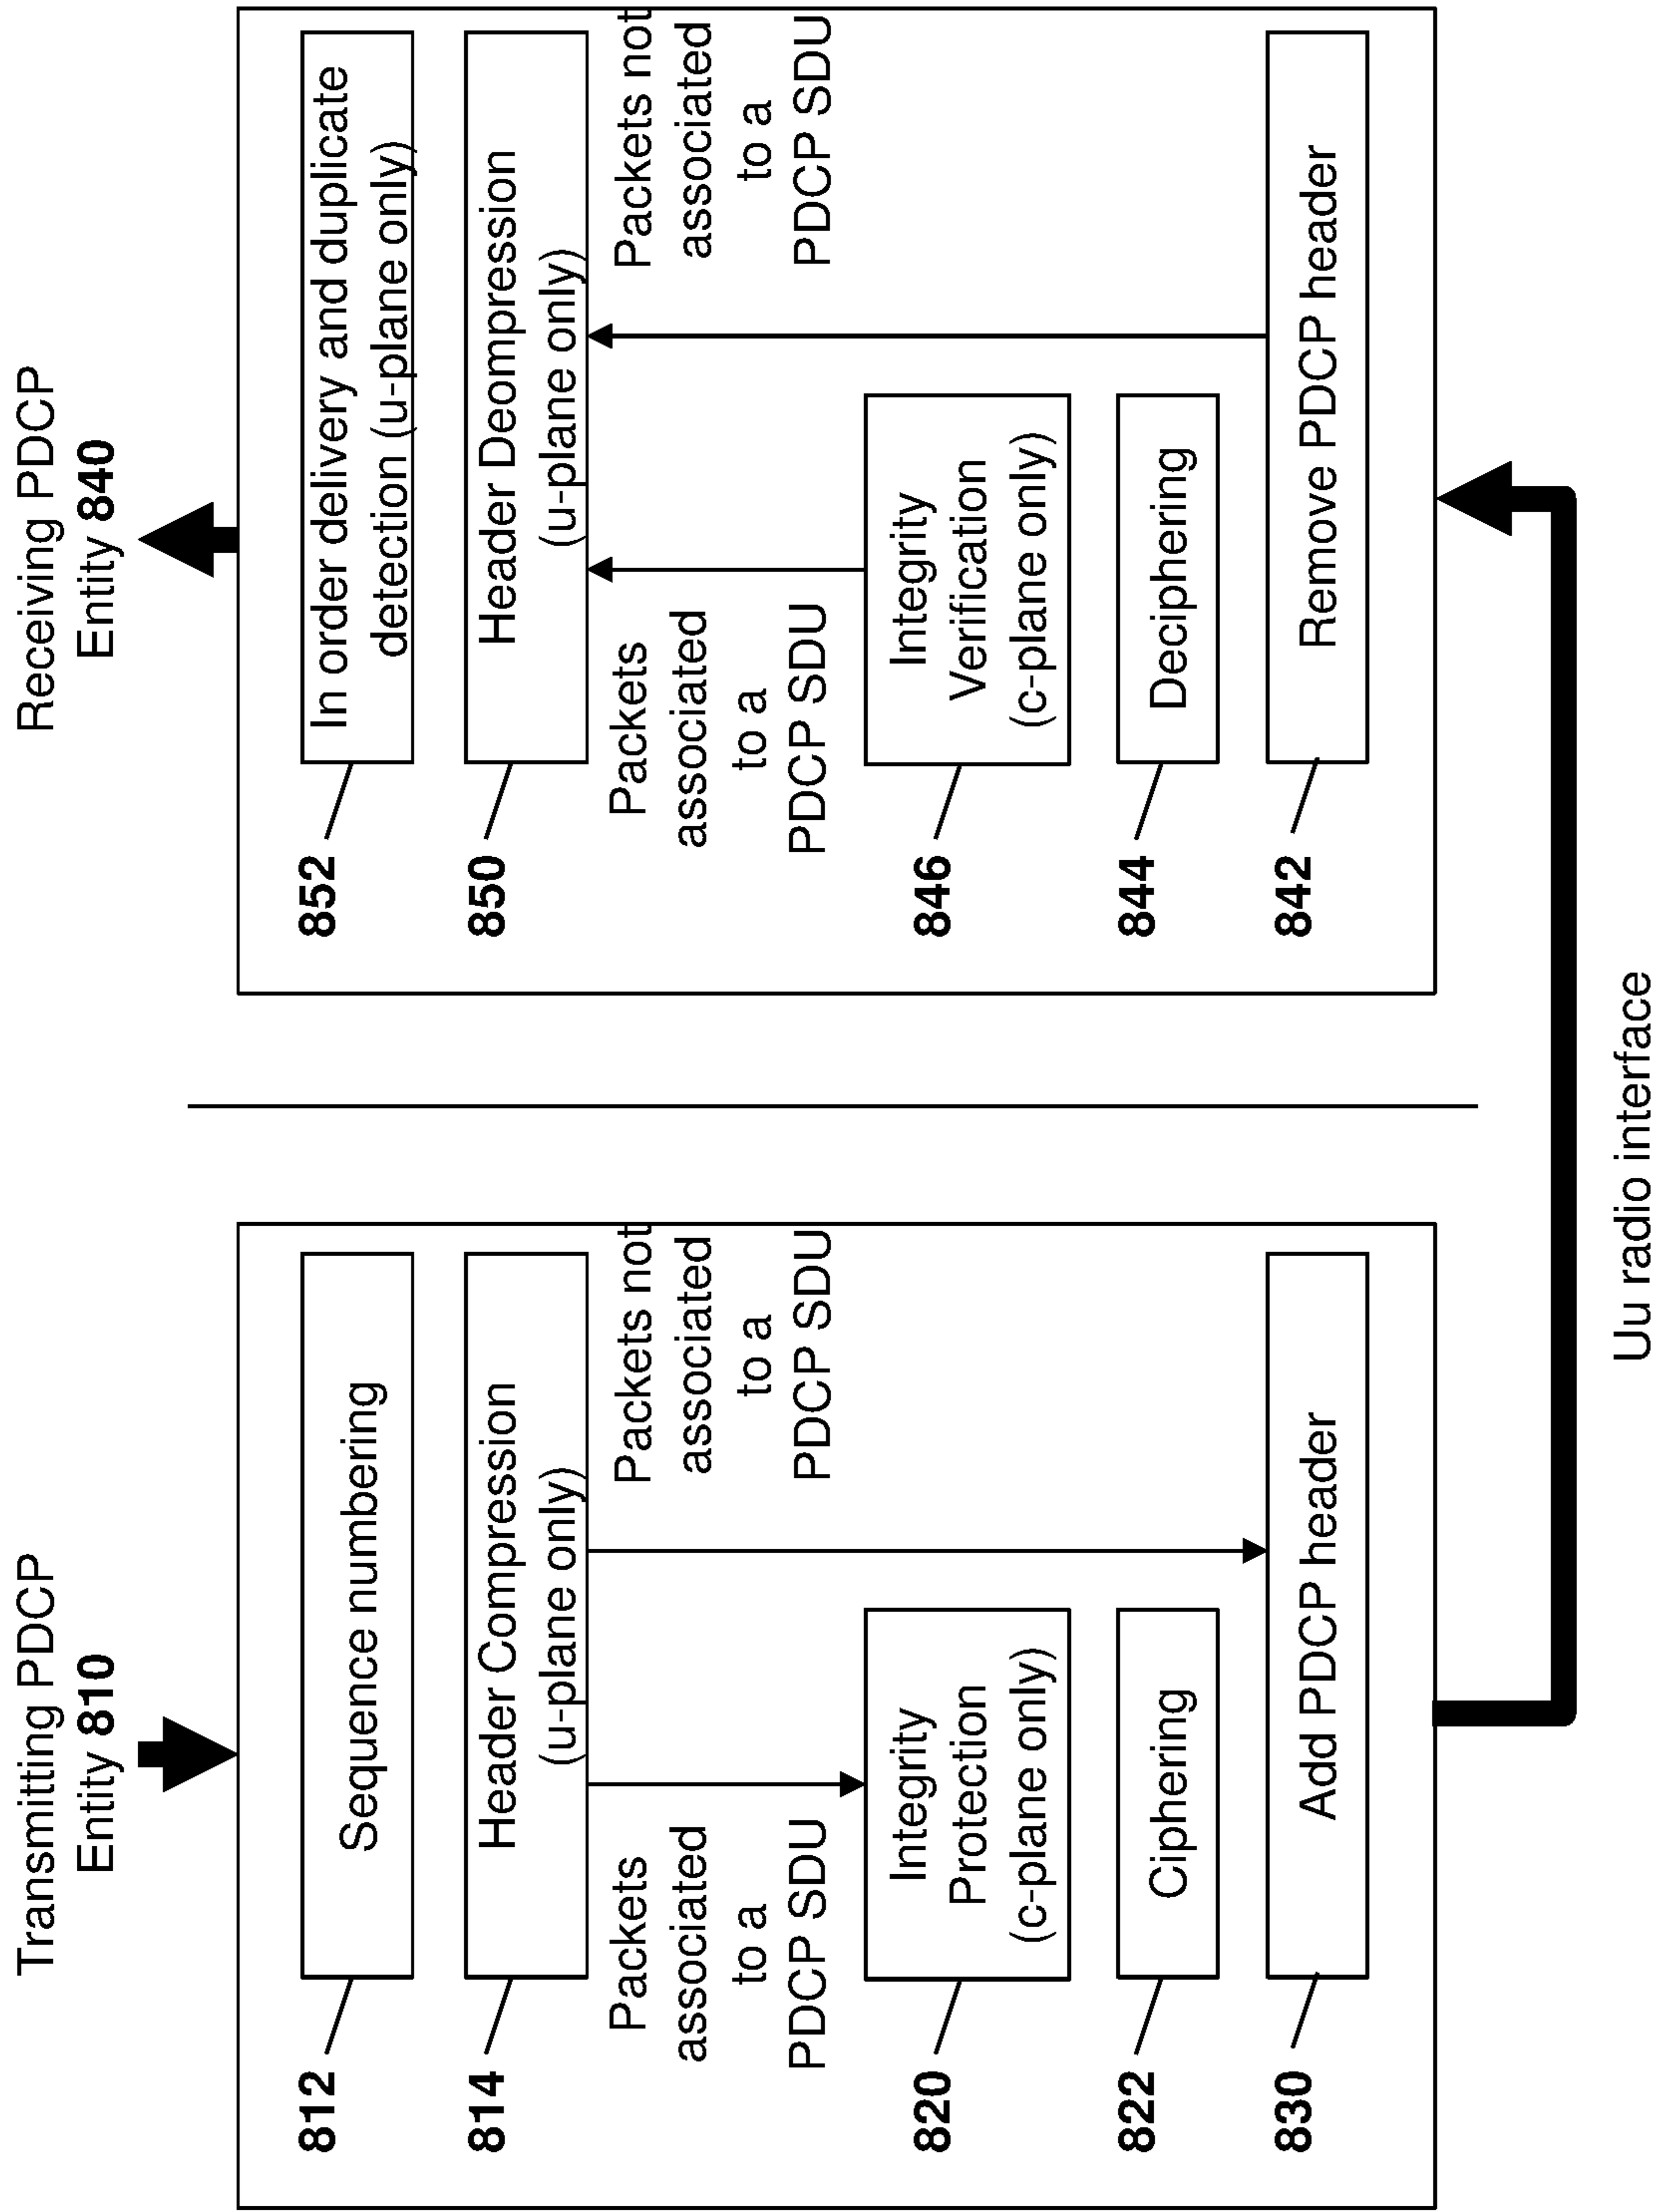 Transmitting PDCP
Entity 810
812
Sequence numbering
814
Header Compression
(u-plane only)
Packets
associated
to a
PDCP SDU
Packets not
associated
to a
PDCP SDU
820
Integrity
Protection
(c-plane only)
822
Ciphering
830
Add PDCP header
Receiving PDCP
Entity 840
852
In order delivery and duplicate
detection (u-plane only)
850
Header Deompression
(u-plane only)
Packets
associated
to a
PDCP SDU
Packets not
associated
to a
PDCP SDU
846
Integrity
Verification
(c-plane only)
844
Deciphering
842
Remove PDCP header
Uu radio interface